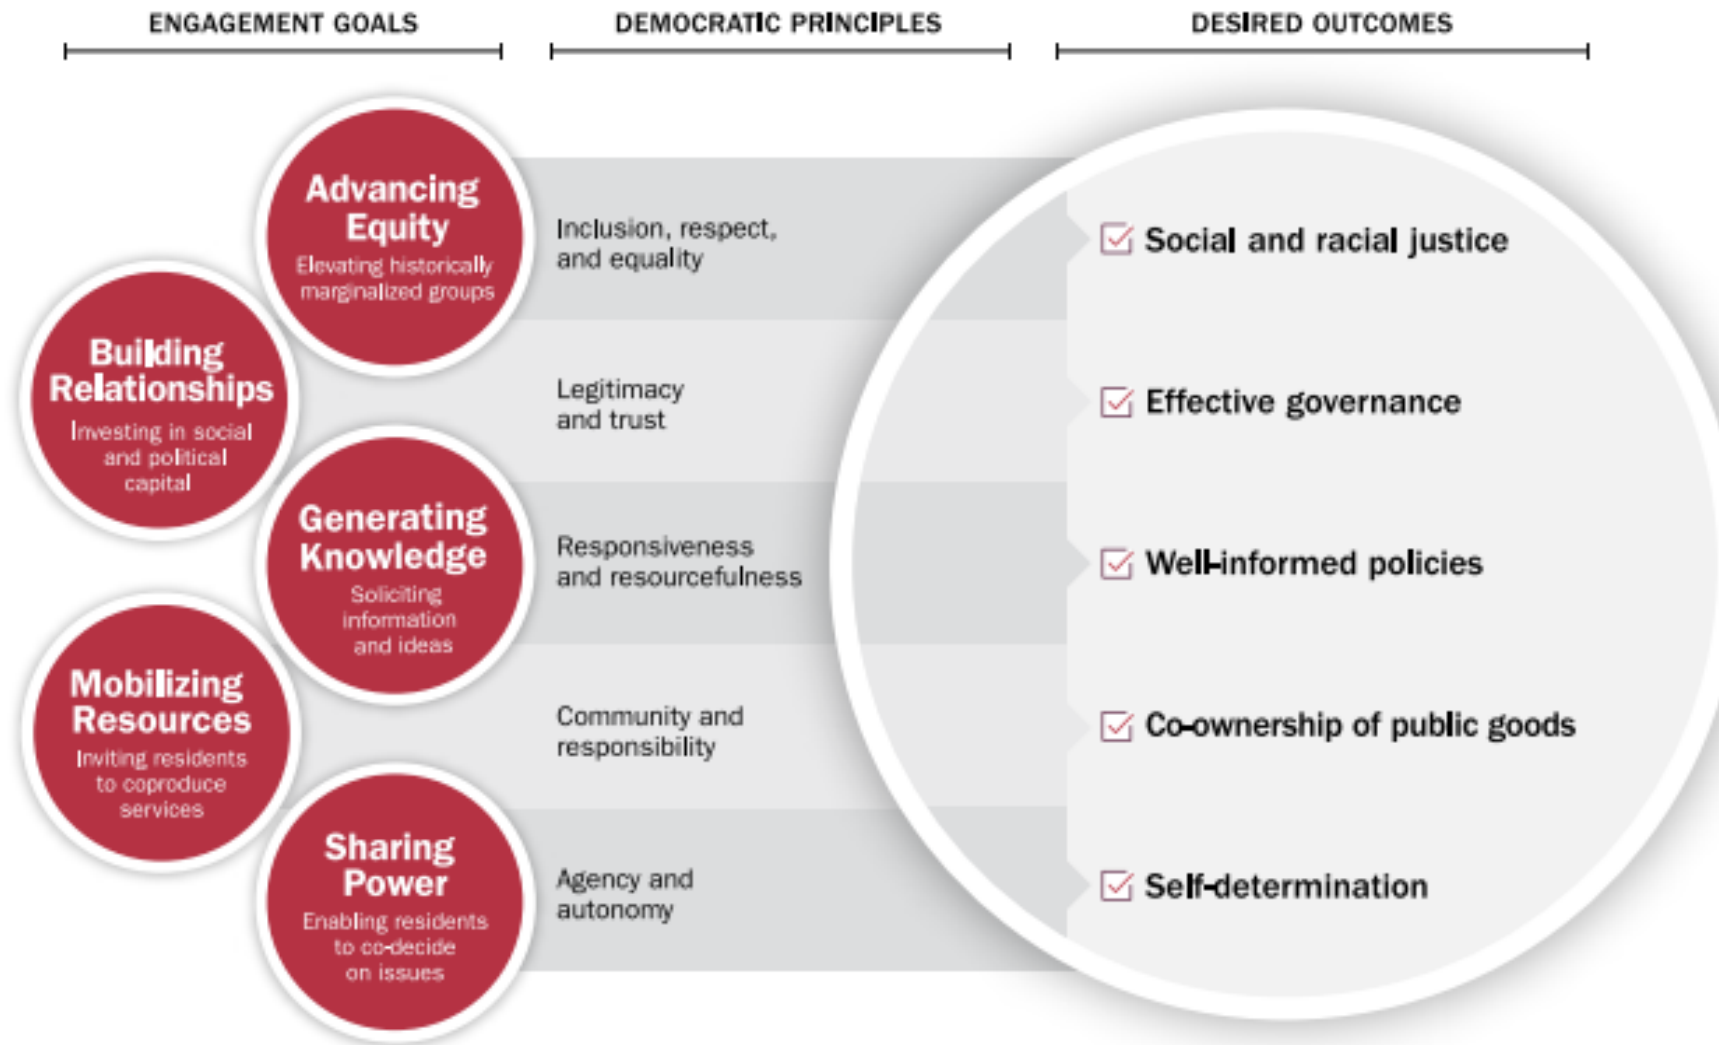 ENGAGEMENT GOALS
DEMOCRATIC PRINCIPLES
DESIRED OUTCOMES
Advancing
Equity
Elevating historically
marginalized groups
Inclusion, respect,
and equality
Social and racial justice
Building
Relationships
Investing in social
and political
capital
Legitimacy
and trust
Effective governance
Generating
Knowledge
Soliciting
information
and ideas
Responsiveness
and resourcefulness
Well-informed policies
Mobilizing
Resources
Inviting residents
to coproduce
services
Community and
responsibility
Co-ownership of public goods
Sharing
Power
Enabling residents
to co-decide
on issues
Agency and
autonomy
Self-determination